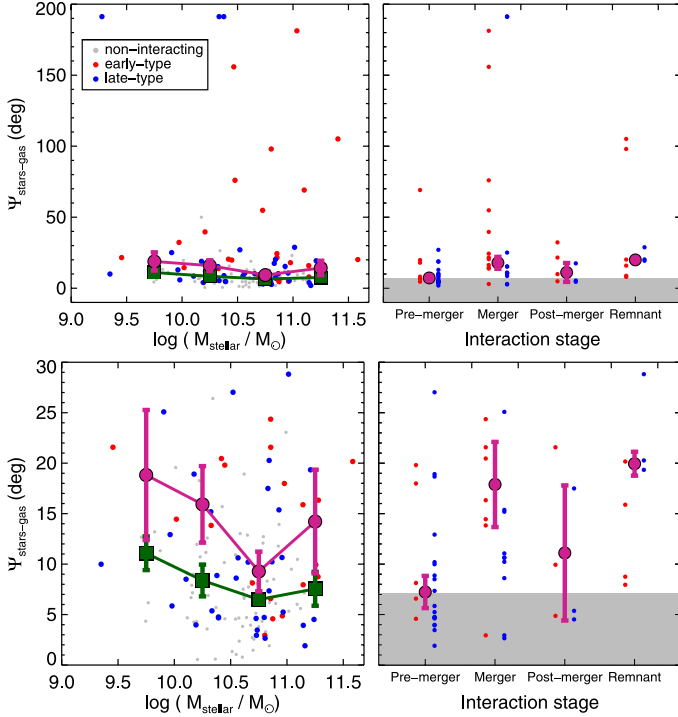 200
150
100
50
0
Ψstars−gas (deg)
non−interacting
early−type
late−type
9.0 9.5 10.0 10.5 11.0 11.5
log ( Mstellar / M☉)
Pre−merger Merger Post−merger Remnant
Interaction stage
30
25
20
15
10
5
0
Ψstars−gas (deg)
9.0 9.5 10.0 10.5 11.0 11.5
log ( Mstellar / M☉)
Pre−merger Merger Post−merger Remnant
Interaction stage